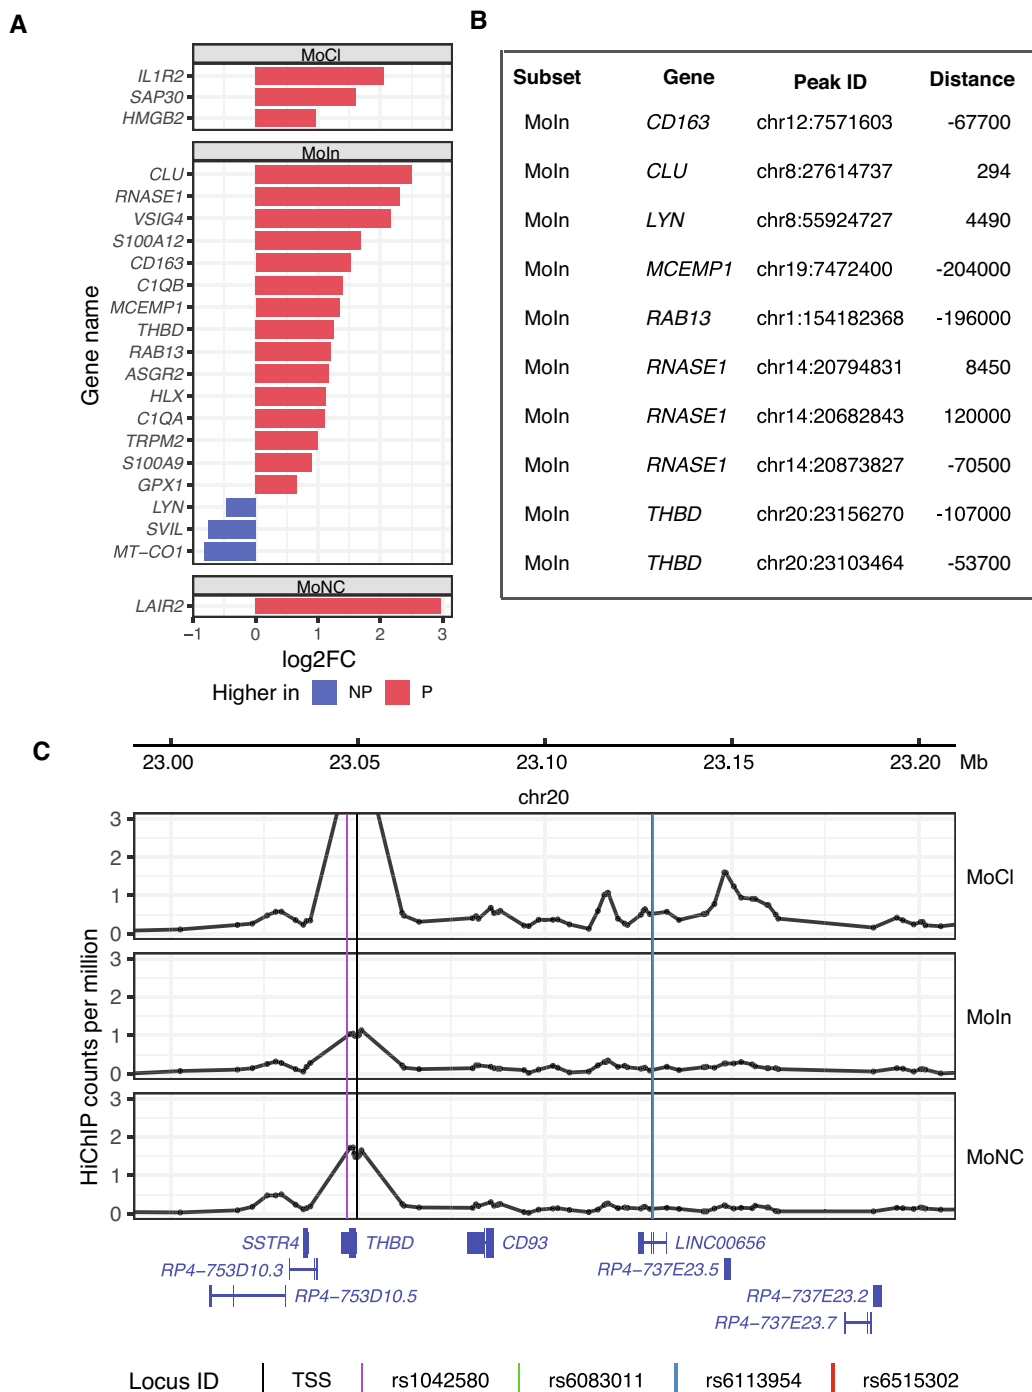 A
MoCl
IL1R2
SAP30
HMGB2
MoIn
CLU
RNASE1
VSIG4
S100A12
CD163
C1QB
MCEMP1
THBD
RAB13
ASGR2
HLX
C1QA
TRPM2
S100A9
GPX1
LYN
SVIL
MT−CO1
MoNC
LAIR2
Gene name
−1 0 1 2 3
log2FC
Higher in NP P
B
Subset Gene Peak ID Distance
MoIn CD163 chr12:7571603 -67700
MoIn CLU chr8:27614737 294
MoIn LYN chr8:55924727 4490
MoIn MCEMP1 chr19:7472400 -204000
MoIn RAB13 chr1:154182368 -196000
MoIn RNASE1 chr14:20794831 8450
MoIn RNASE1 chr14:20682843 120000
MoIn RNASE1 chr14:20873827 -70500
MoIn THBD chr20:23156270 -107000
MoIn THBD chr20:23103464 -53700
C
23.00 23.05 23.10 23.15 23.20 Mb
chr20
3
2
1
0
MoCl
3
2
1
0
MoIn
3
2
1
0
MoNC
HiChIP counts per million
SSTR4 THBD CD93 LINC00656
RP4−753D10.3 RP4−737E23.5
RP4−753D10.5 RP4−737E23.2
RP4−737E23.7
Locus ID TSS rs1042580 rs6083011 rs6113954 rs6515302